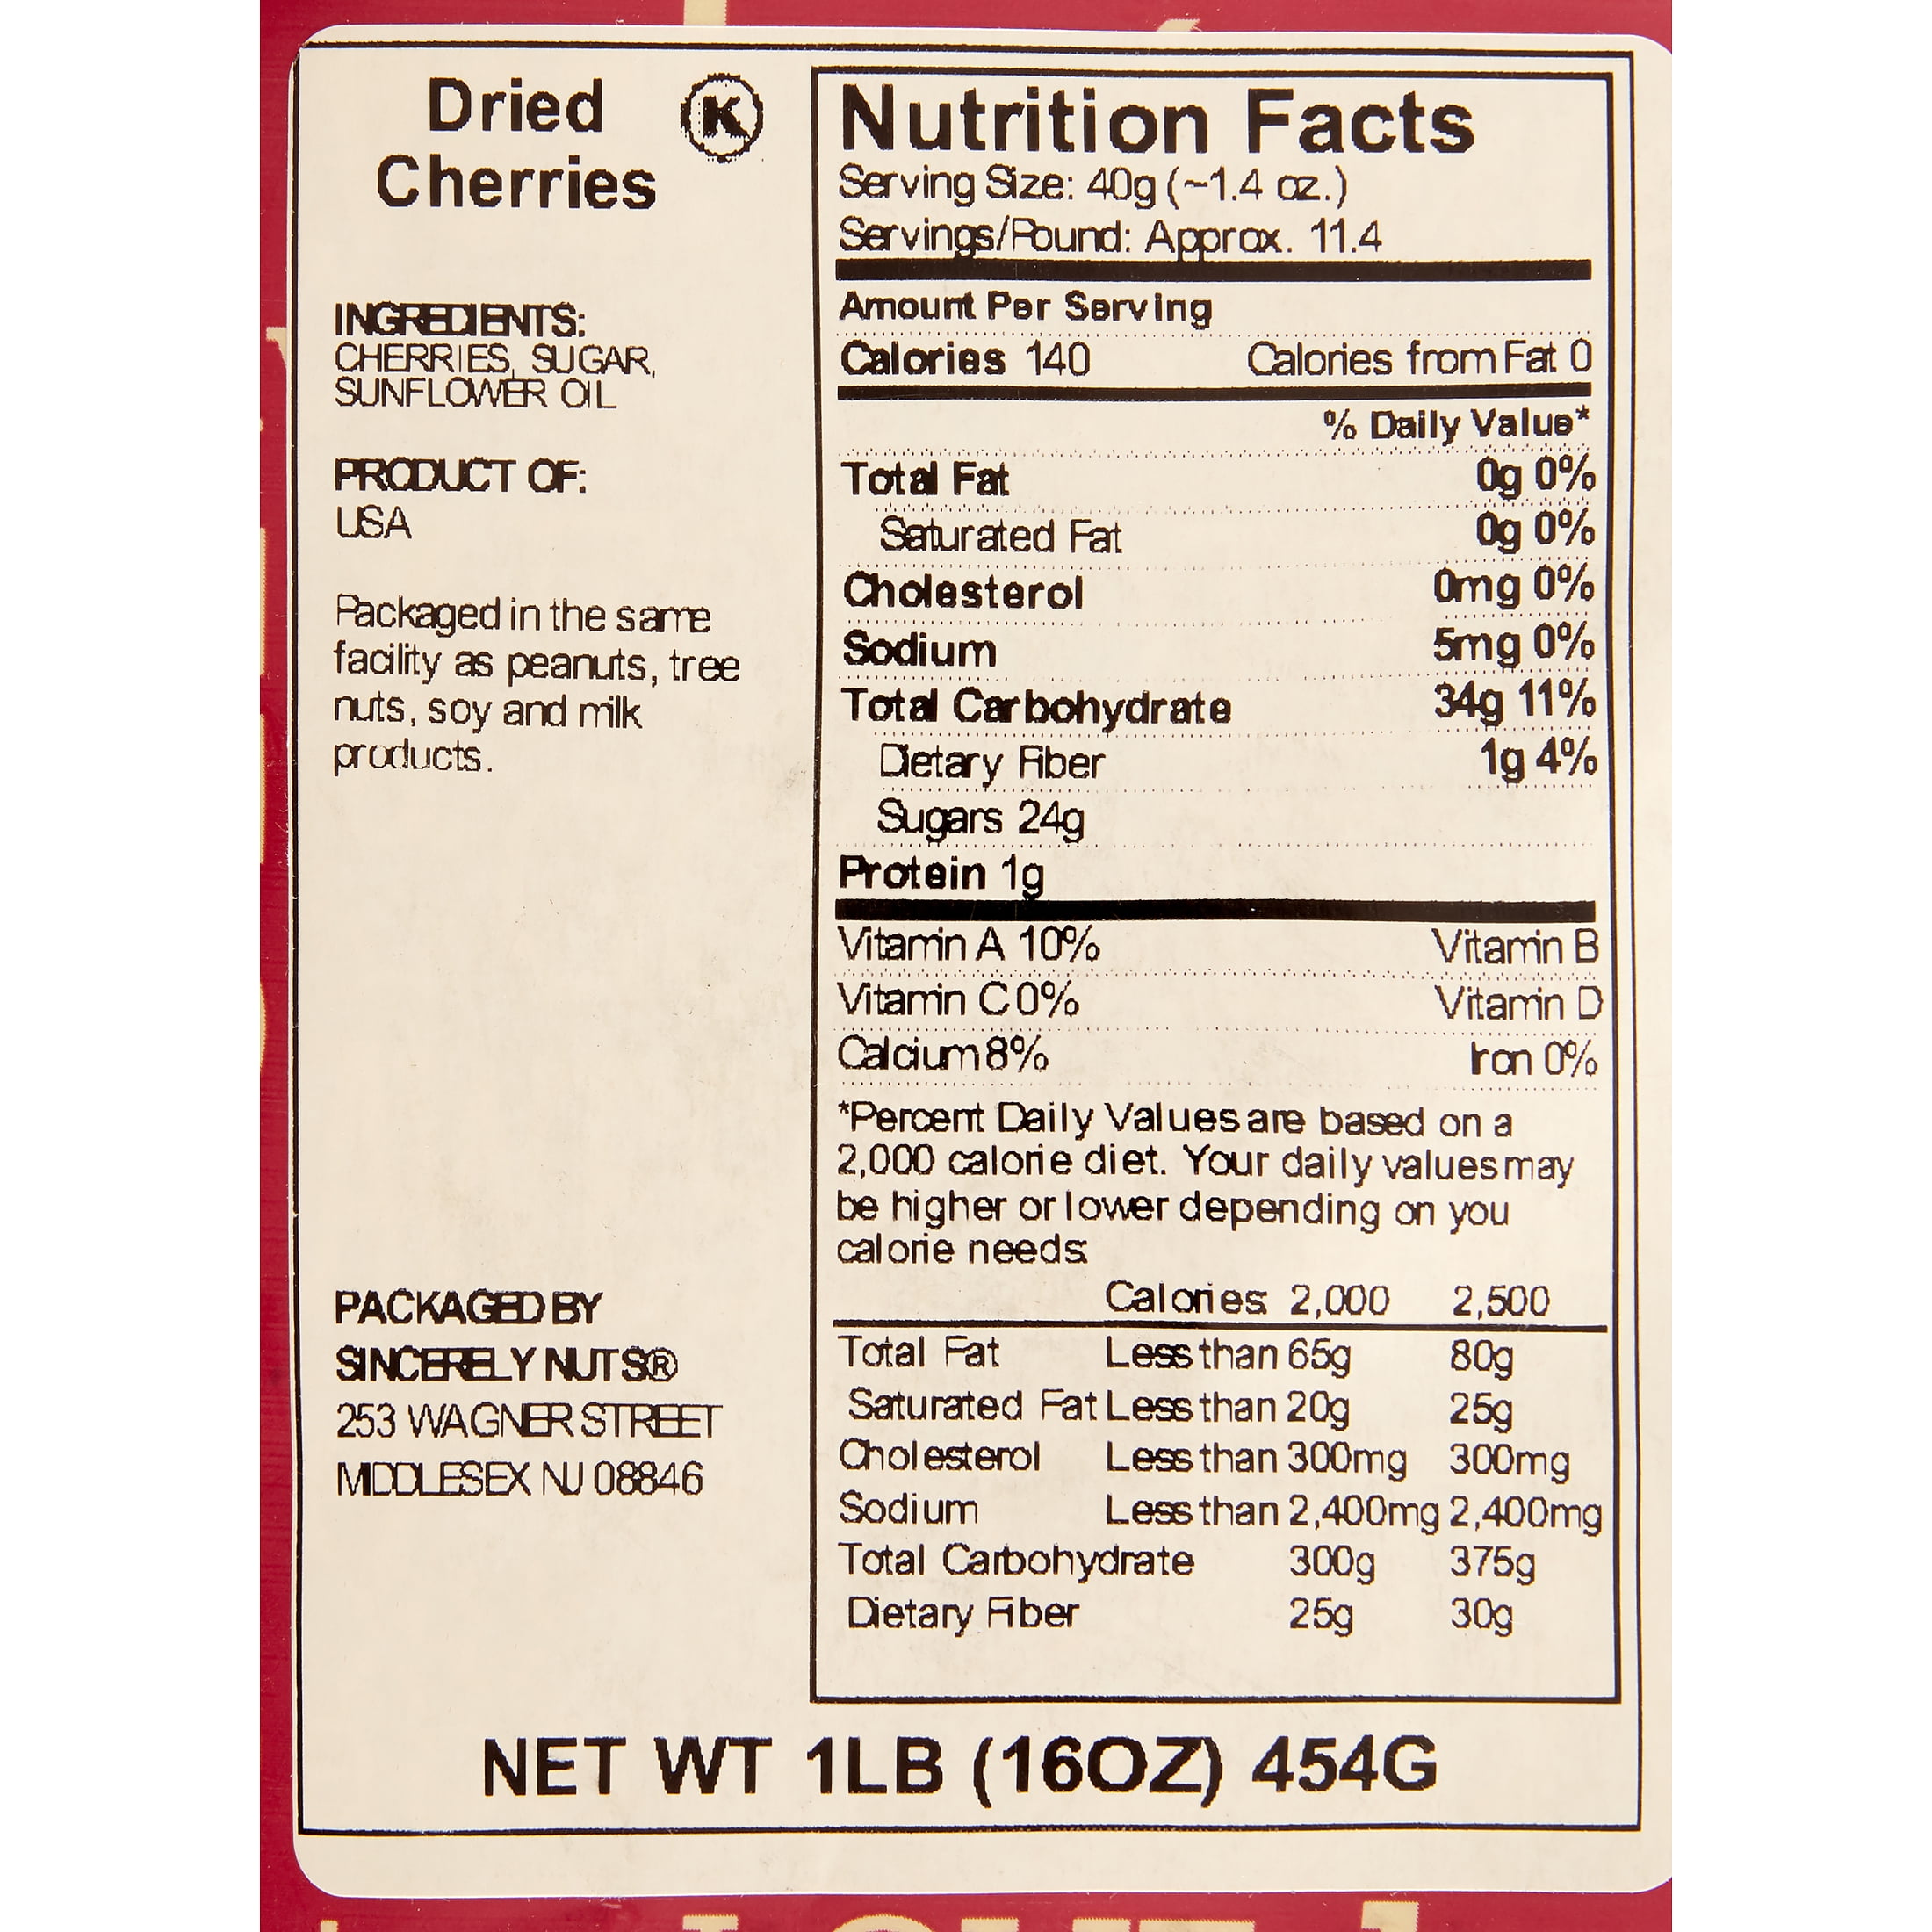 Dried
Cherries
K
INGREDIENTS:
CHERRIES, SUGAR,
SUNFLOWER OIL
PRODUCT OF:
USA
Packaged in the same
facility as peanuts, tree
nuts, soy and milk
products.
PACKAGED BY
SINCERELY NUTS®
253 WAGNER STREET
MIDDLESEX NJ 08846
Nutrition Facts
Serving Size: 40g (~1.4 oz.)
Servings/Pound: Approx. 11.4
Amount Per Serving
Calories 140 Calories from Fat 0
% Daily Value*
Total Fat 0g 0%
Saturated Fat 0g 0%
Cholesterol 0mg 0%
Sodium 5mg 0%
Total Carbohydrate 34g 11%
Dietary Fiber 1g 4%
Sugars 24g
Protein 1g
Vitamin A 10% Vitamin B
Vitamin C 0% Vitamin D
Calcium 8% Iron 0%
*Percent Daily Values are based on a
2,000 calorie diet. Your daily values may
be higher or lower depending on you
calorie needs:
Calories: 2,000 2,500
Total Fat Less than 65g 80g
Saturated Fat Less than 20g 25g
Cholesterol Less than 300mg 300mg
Sodium Less than 2,400mg 2,400mg
Total Carbohydrate 300g 375g
Dietary Fiber 25g 30g
NET WT 1LB (16OZ) 454G